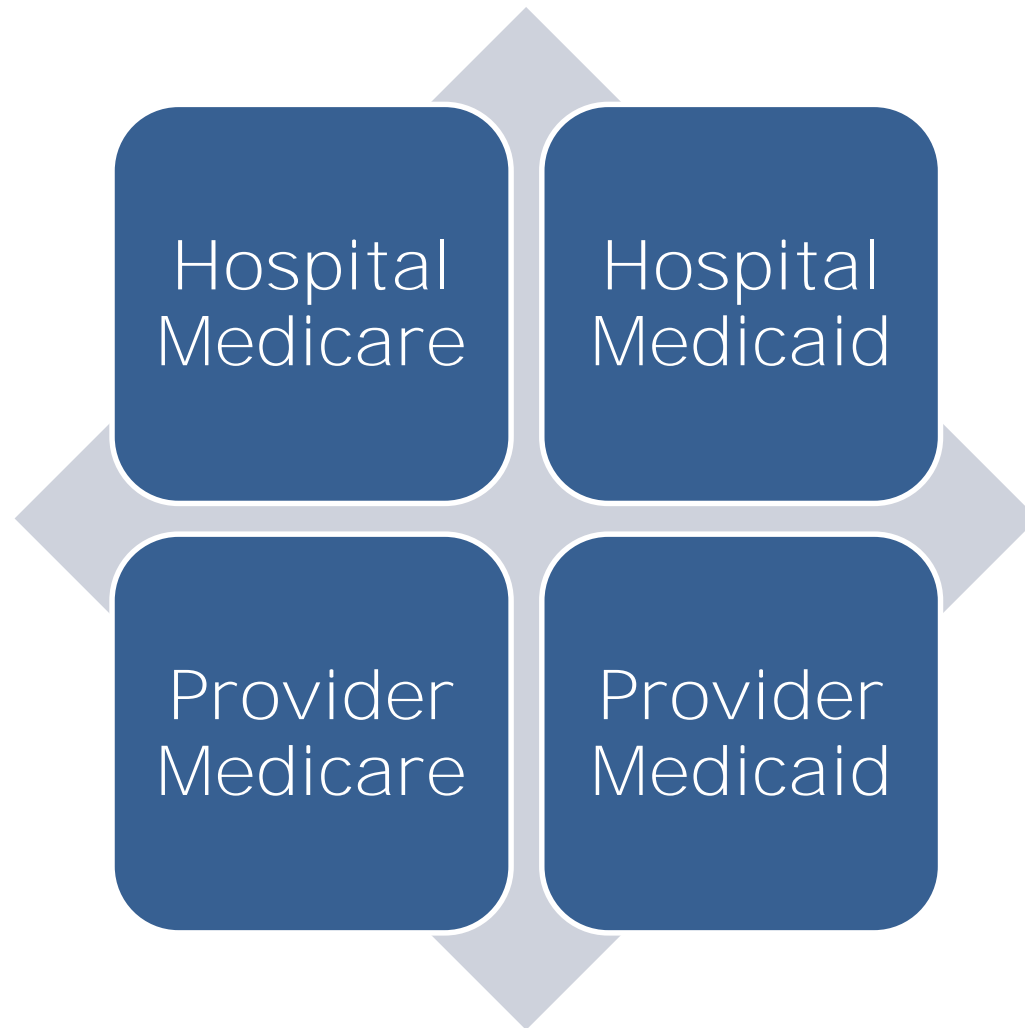 Hospital
Medicare
Hospital
Medicaid
Provider
Medicare
Provider
Medicaid